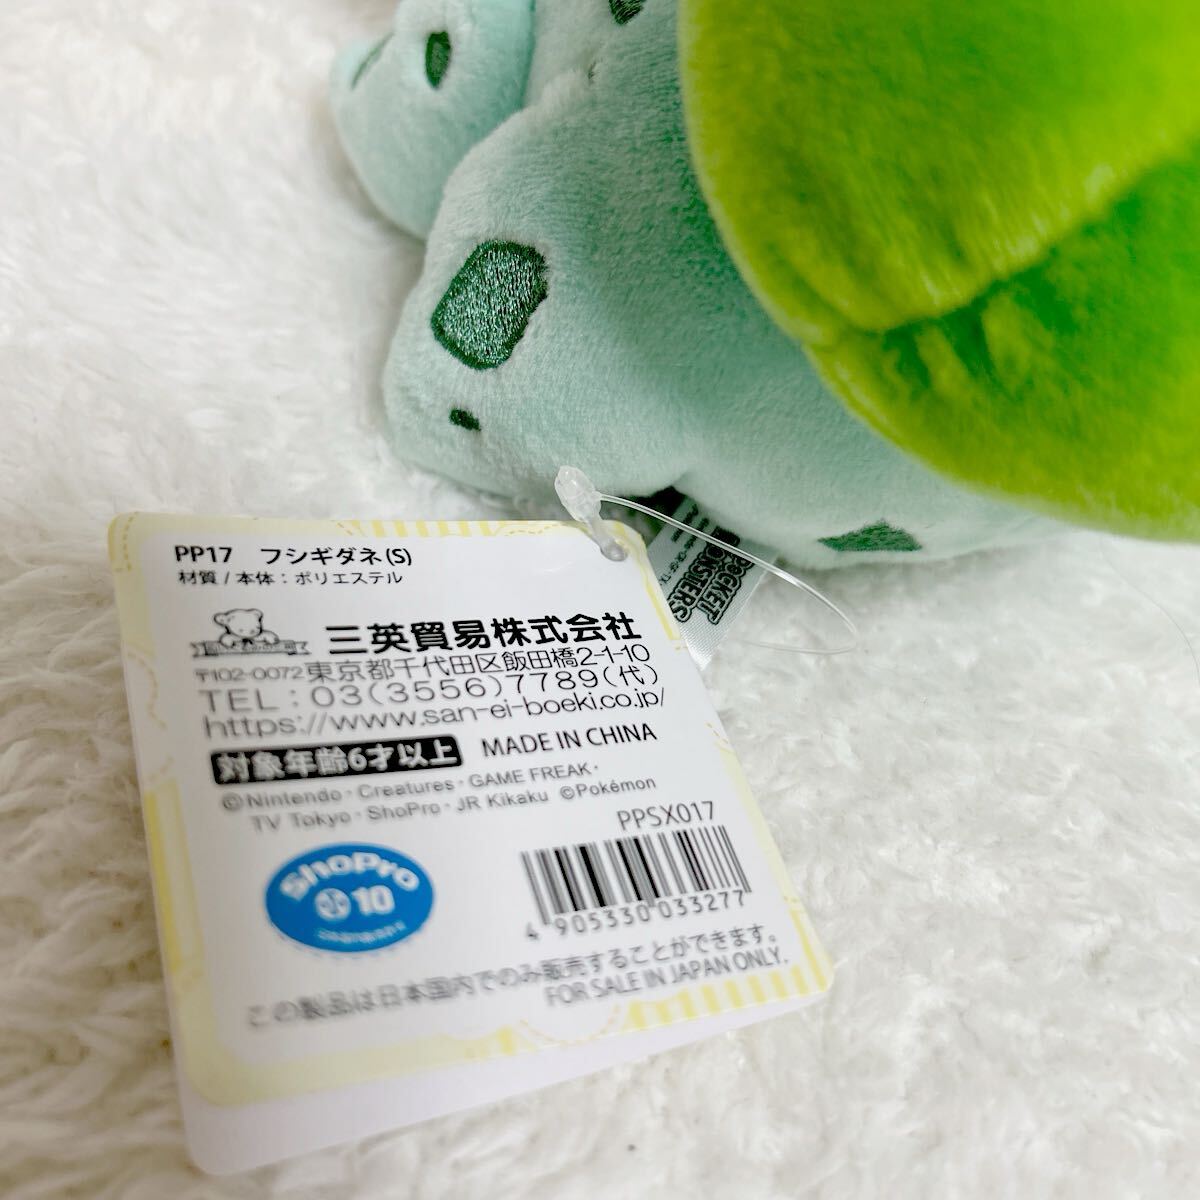 PP17 フシギダネ(S)
材質/本体:ポリエステル
三英貿易株式会社
〒102-0072東京都千代田区飯田橋2-1-10
TEL:03(3556)7789(代)
https://www.san-ei-boeki.co.jp/
対象年齢6才以上 MADE IN CHINA
©Nintendo・Creatures・GAME FREAK・
TV Tokyo・ShoPro・JR Kikaku ©Pokémon
PPSX017
ShoPro
10
4 905330 033277
この製品は日本国内でのみ販売することができます。
FOR SALE IN JAPAN ONLY.
POCKET
MONSTERS